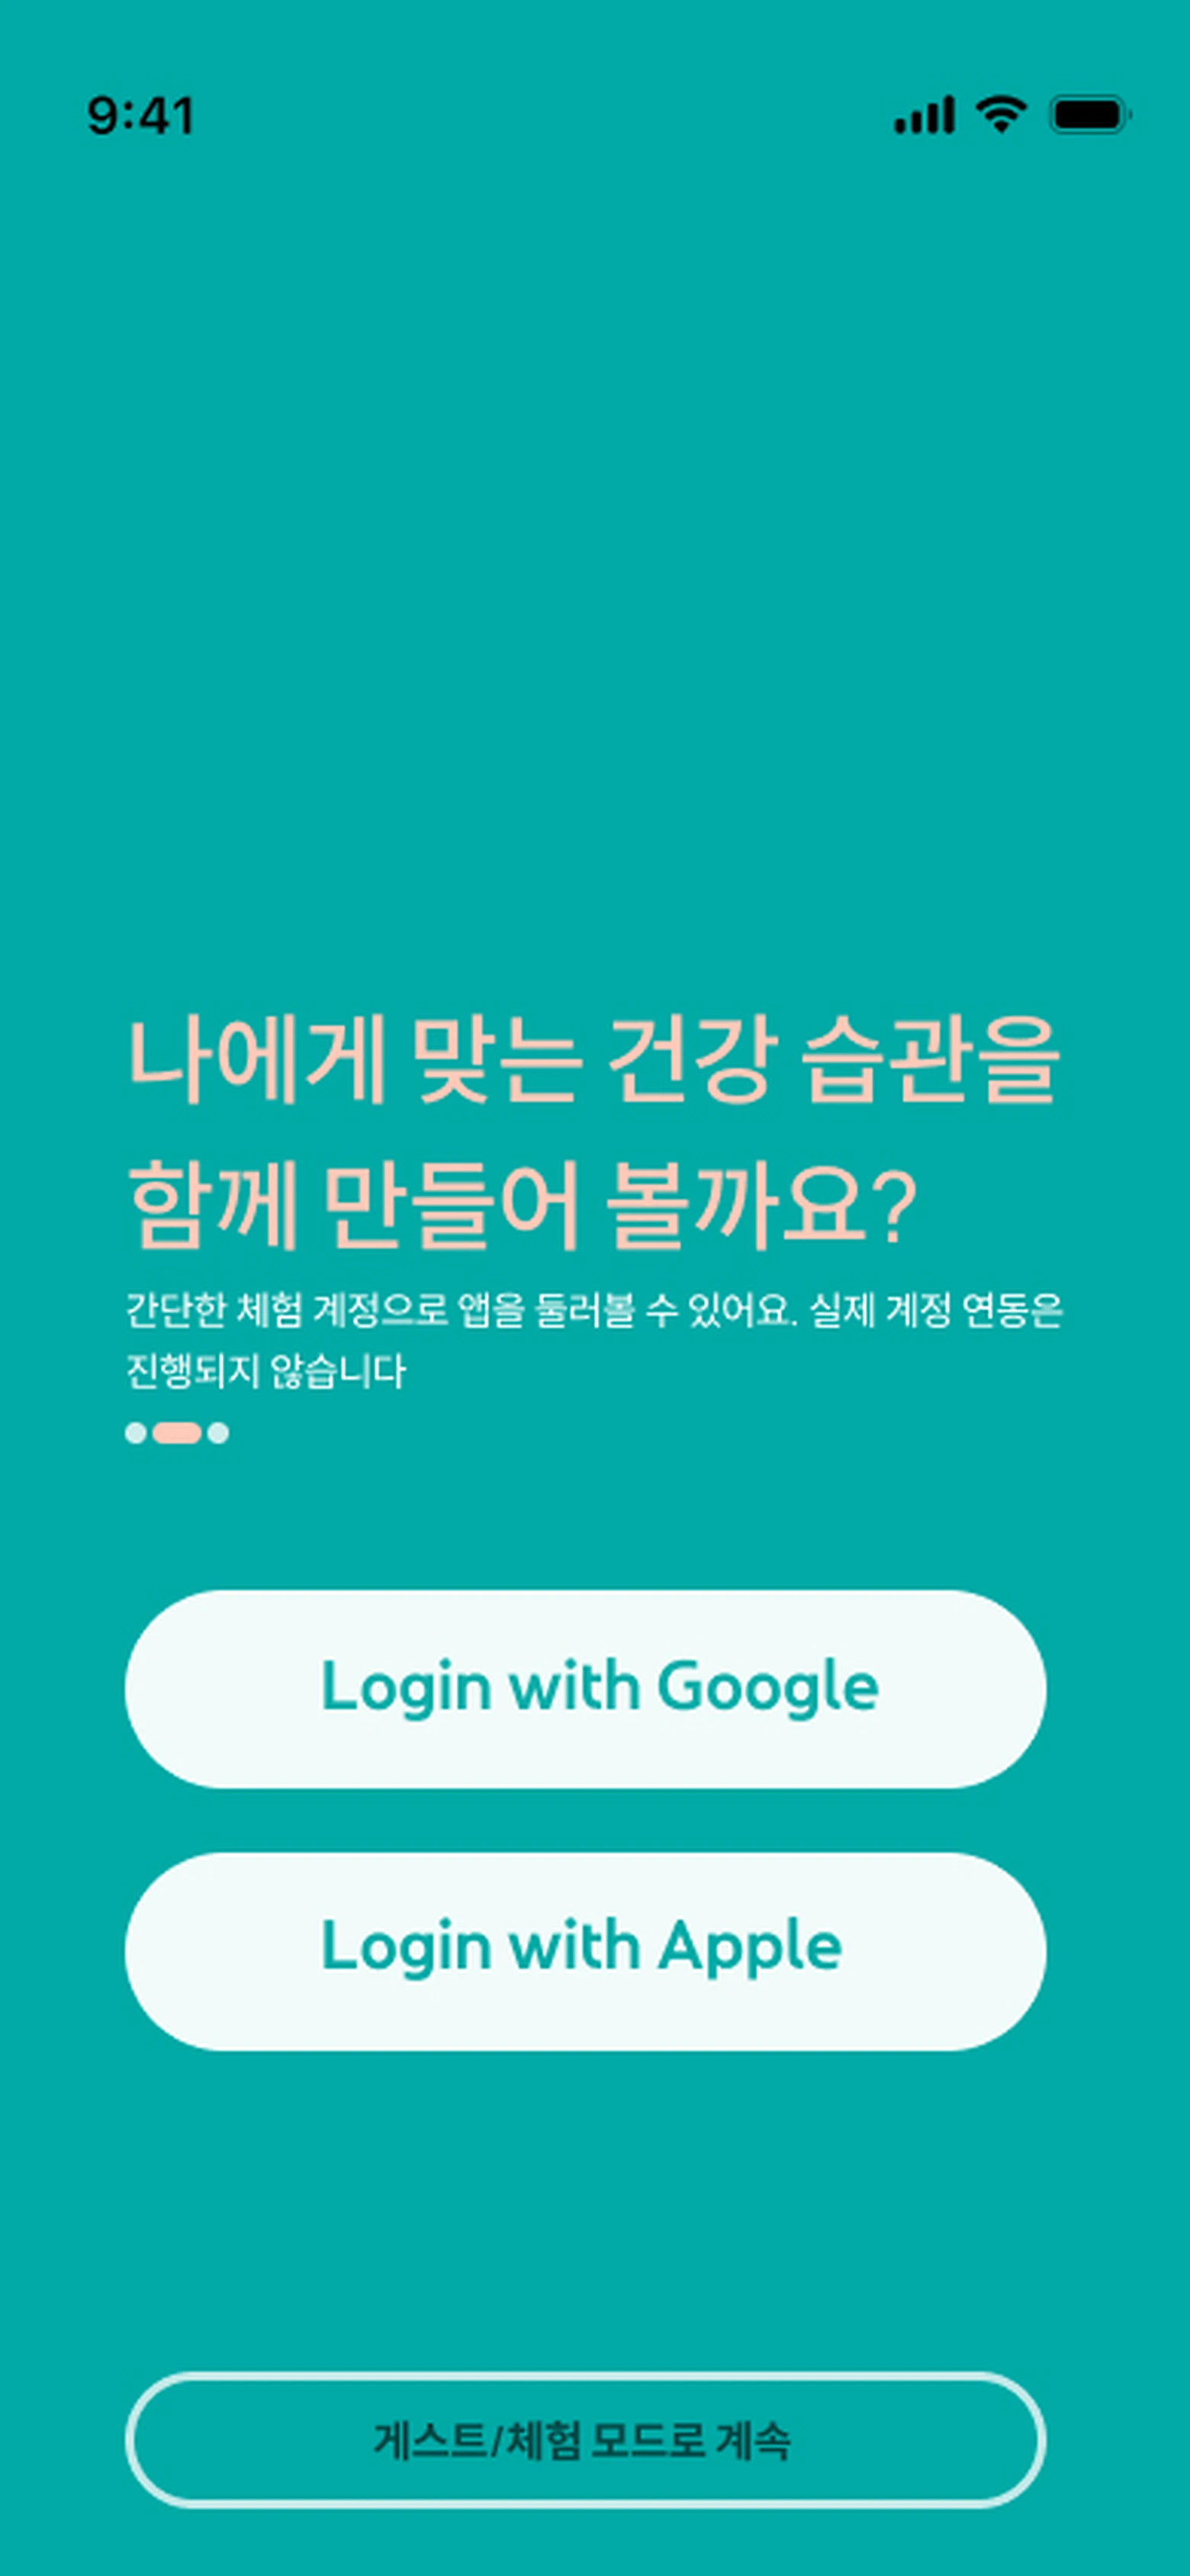 9:41
나에게 맞는 건강 습관을
함께 만들어 볼까요?
간단한 체험 계정으로 앱을 둘러볼 수 있어요. 실제 계정 연동은
진행되지 않습니다
Login with Google
Login with Apple
게스트/체험 모드로 계속